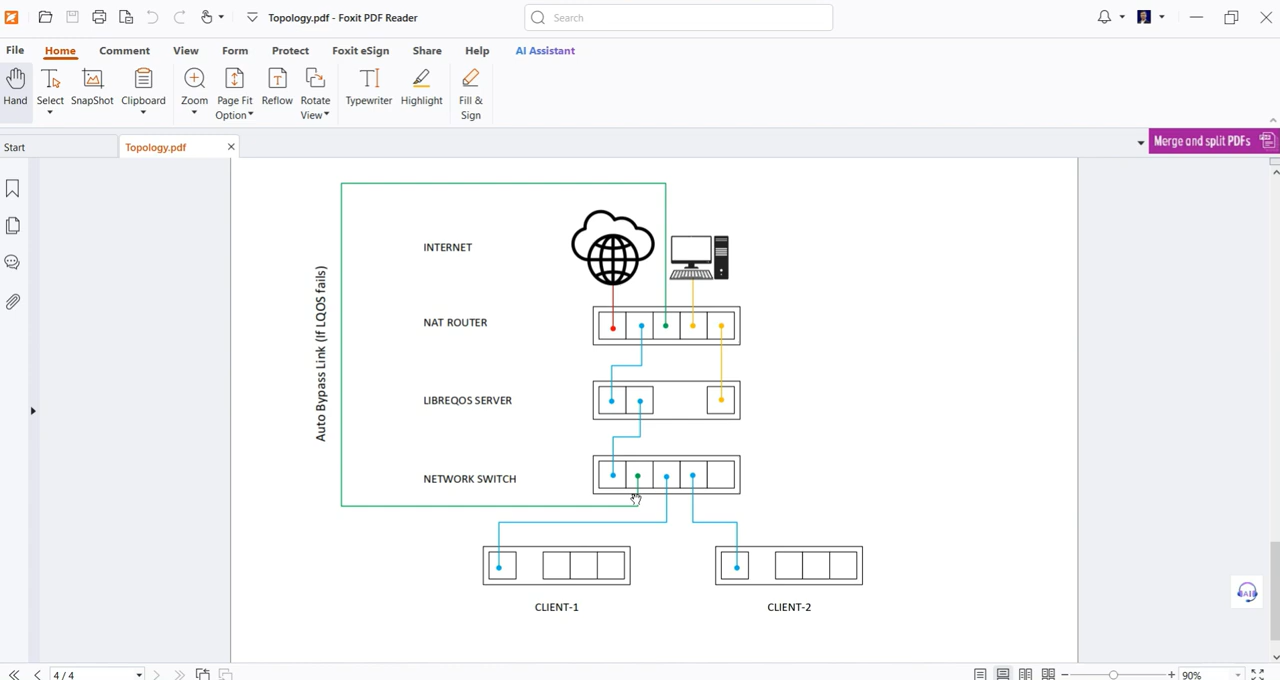 Topology.pdf - Foxit PDF Reader
Search
File Home Comment View Form Protect Foxit eSign Share Help AI Assistant
Hand Select SnapShot Clipboard Zoom Page Fit Option Reflow Rotate View Typewriter Highlight Fill & Sign
Start Topology.pdf Merge and split PDFs
Auto Bypass Link (If LQOS fails)
INTERNET
NAT ROUTER
LIBREQOS SERVER
NETWORK SWITCH
CLIENT-1 CLIENT-2
4 / 4 90%